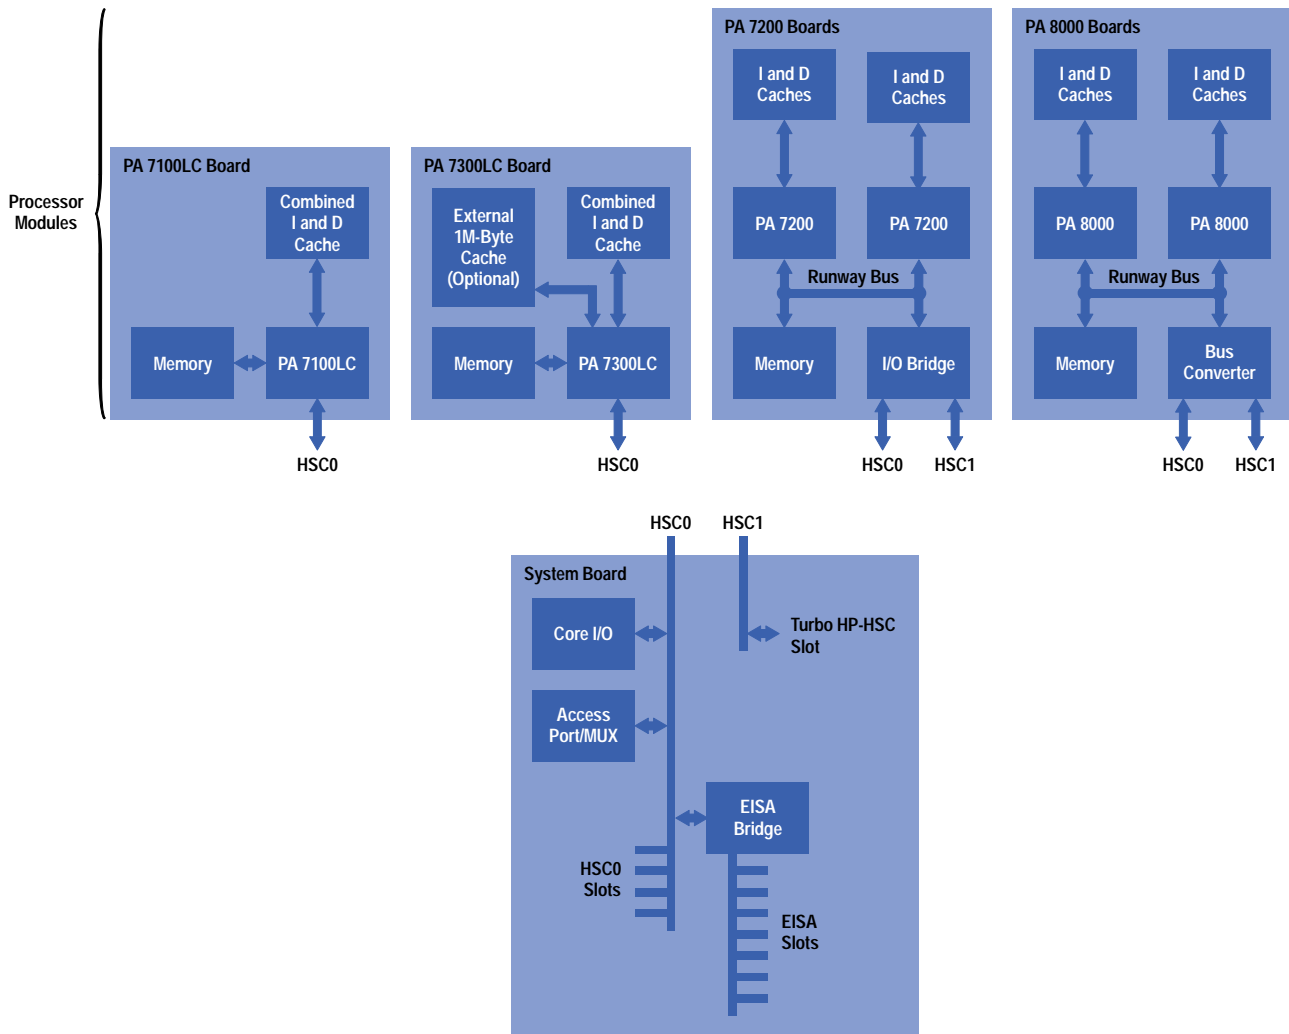 Processor
Modules
PA 7100LC Board
Combined
I and D
Cache
Memory
PA 7100LC
HSC0
PA 7300LC Board
External
1M-Byte
Cache
(Optional)
Combined
I and D
Cache
Memory
PA 7300LC
HSC0
PA 7200 Boards
I and D
Caches
I and D
Caches
PA 7200
PA 7200
Runway Bus
Memory
I/O Bridge
HSC0
HSC1
PA 8000 Boards
I and D
Caches
I and D
Caches
PA 8000
PA 8000
Runway Bus
Memory
Bus
Converter
HSC0
HSC1
HSC0
HSC1
System Board
Core I/O
Turbo HP-HSC
Slot
Access
Port/MUX
EISA
Bridge
HSC0
Slots
EISA
Slots